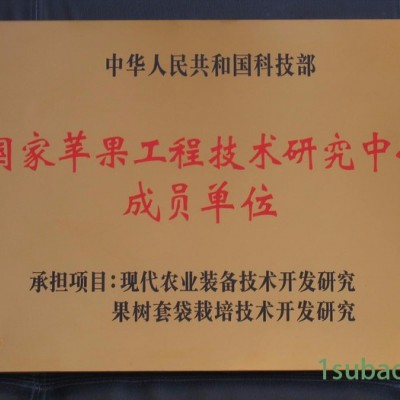 中华人民共和国科技部
国家苹果工程技术研究中心
成员单位
承担项目:现代农业装备技术开发研究
果树套袋栽培技术开发研究
1subao